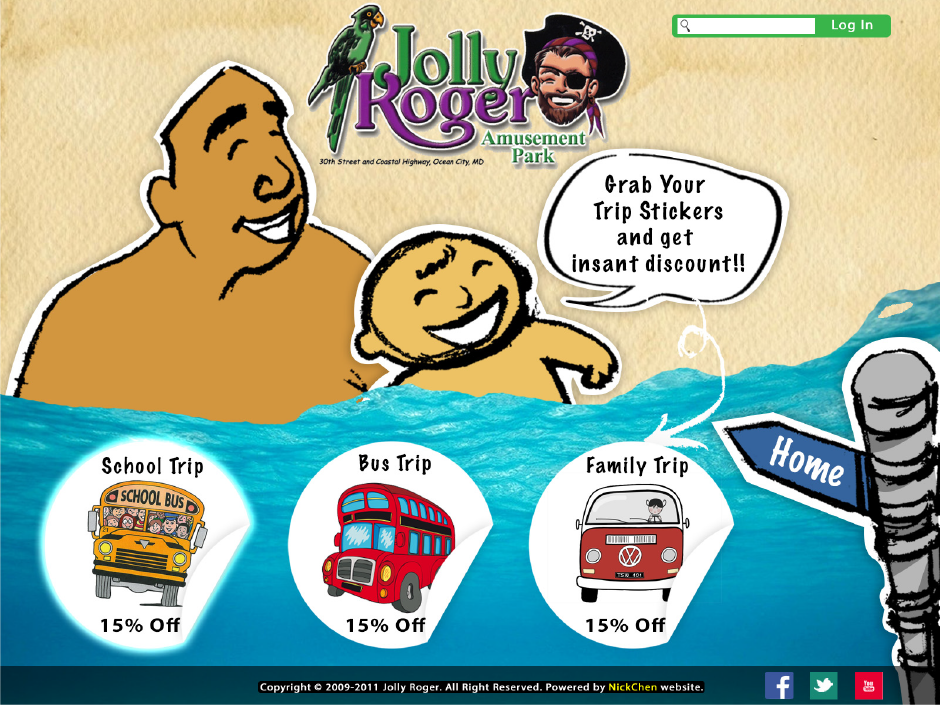 Log In
Jolly
Roger
Amusement
Park
30th Street and Coastal Highway, Ocean City, MD
Grab Your
Trip Stickers
and get
insant discount!!
Home
School Trip
Bus Trip
Family Trip
SCHOOL BUS
15% Off
15% Off
15% Off
Copyright © 2009-2011 Jolly Roger. All Right Reserved. Powered by NickChen website.
You